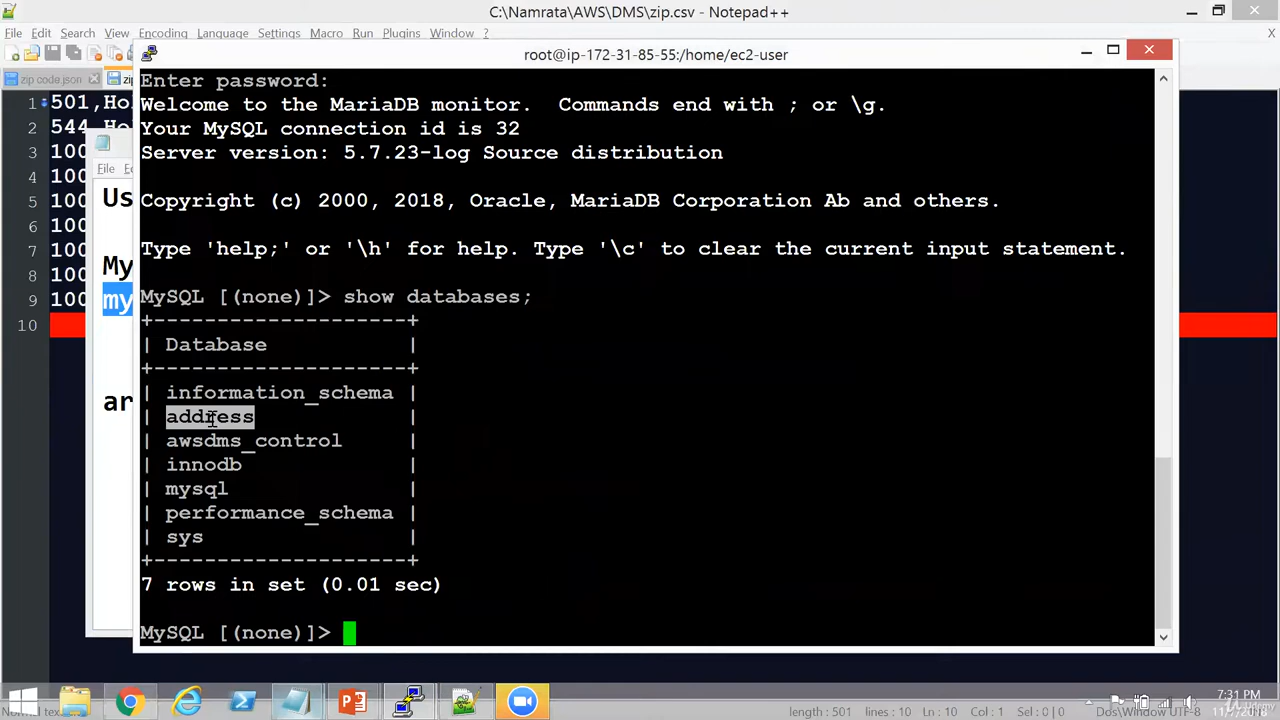 C:\Namrata\AWS\DMS\zip.csv - Notepad++
File Edit Search View Encoding Language Settings Macro Run Plugins Window ?
X
zip code.json
zip
root@ip-172-31-85-55:/home/ec2-user
1 501,Ho
2 544,Ho
3 100
4 100
5 100
6 100
7 100
8 100
9 100
10
File
Us
My
my
an
Enter password:
Welcome to the MariaDB monitor.  Commands end with ; or \g.
Your MySQL connection id is 32
Server version: 5.7.23-log Source distribution
Copyright (c) 2000, 2018, Oracle, MariaDB Corporation Ab and others.
Type 'help;' or '\h' for help. Type '\c' to clear the current input statement.
MySQL [(none)]> show databases;
+--------------------+
| Database           |
+--------------------+
| information_schema |
| address            |
| awsdms_control     |
| innodb             |
| mysql              |
| performance_schema |
| sys                |
+--------------------+
7 rows in set (0.01 sec)
MySQL [(none)]>
7:31 PM
length : 501 lines : 10 Ln : 10 Col : 1 Sel : 0 | 0